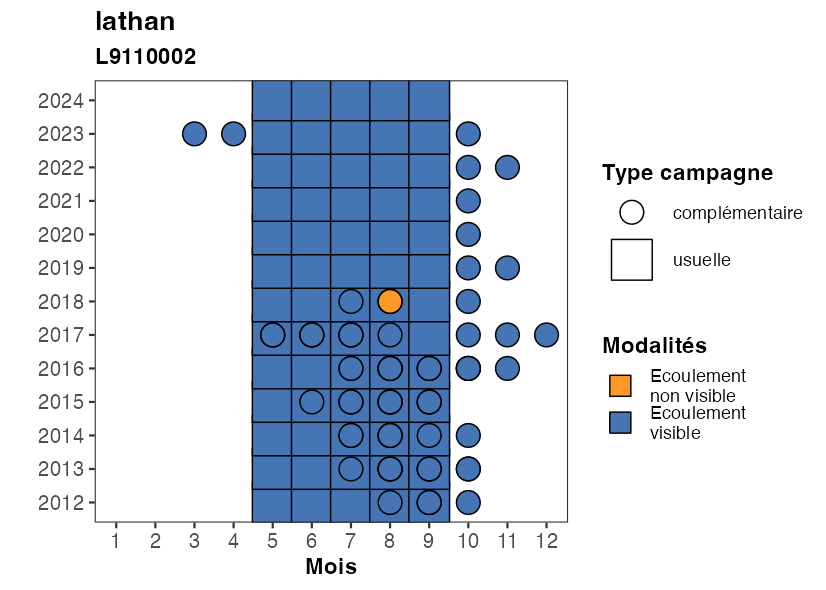 lathan
L9110002
2024
2023
2022
2021
2020
2019
2018
2017
2016
2015
2014
2013
2012
1 2 3 4 5 6 7 8 9 10 11 12
Mois
Type campagne
complémentaire
usuelle
Modalités
Ecoulement
non visible
Ecoulement
visible